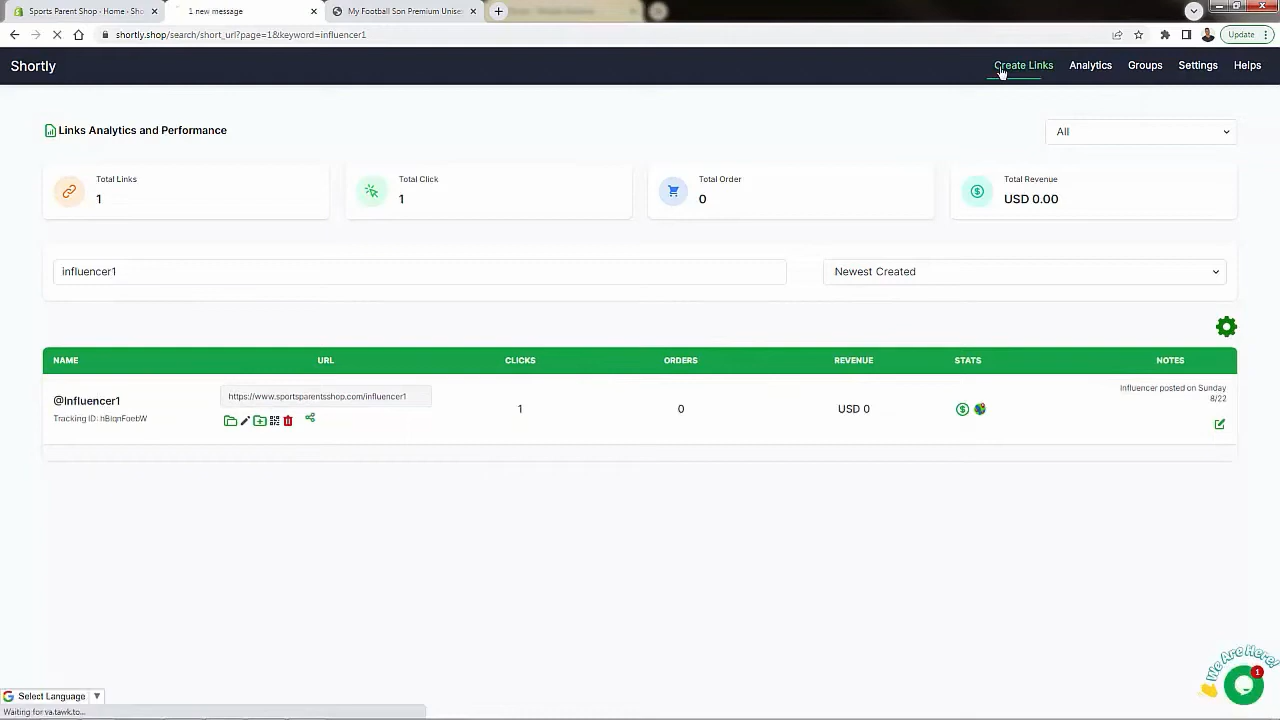 Sports Parent Shop - Home - Sho
1 new message
My Football Son Premium Unise
shortly.shop/search/short_url?page=1&keyword=influencer1
Update
Shortly
Create Links
Analytics
Groups
Settings
Helps
Links Analytics and Performance
All
Total Links
1
Total Click
1
Total Order
0
Total Revenue
USD 0.00
influencer1
Newest Created
NAME
URL
CLICKS
ORDERS
REVENUE
STATS
NOTES
@Influencer1
Tracking ID: hBlqnFoebW
https://www.sportsparentsshop.com/influencer1
1
0
USD 0
Influencer posted on Sunday
8/22
We Are Here!
1
Select Language
Waiting for va.tawk.to...